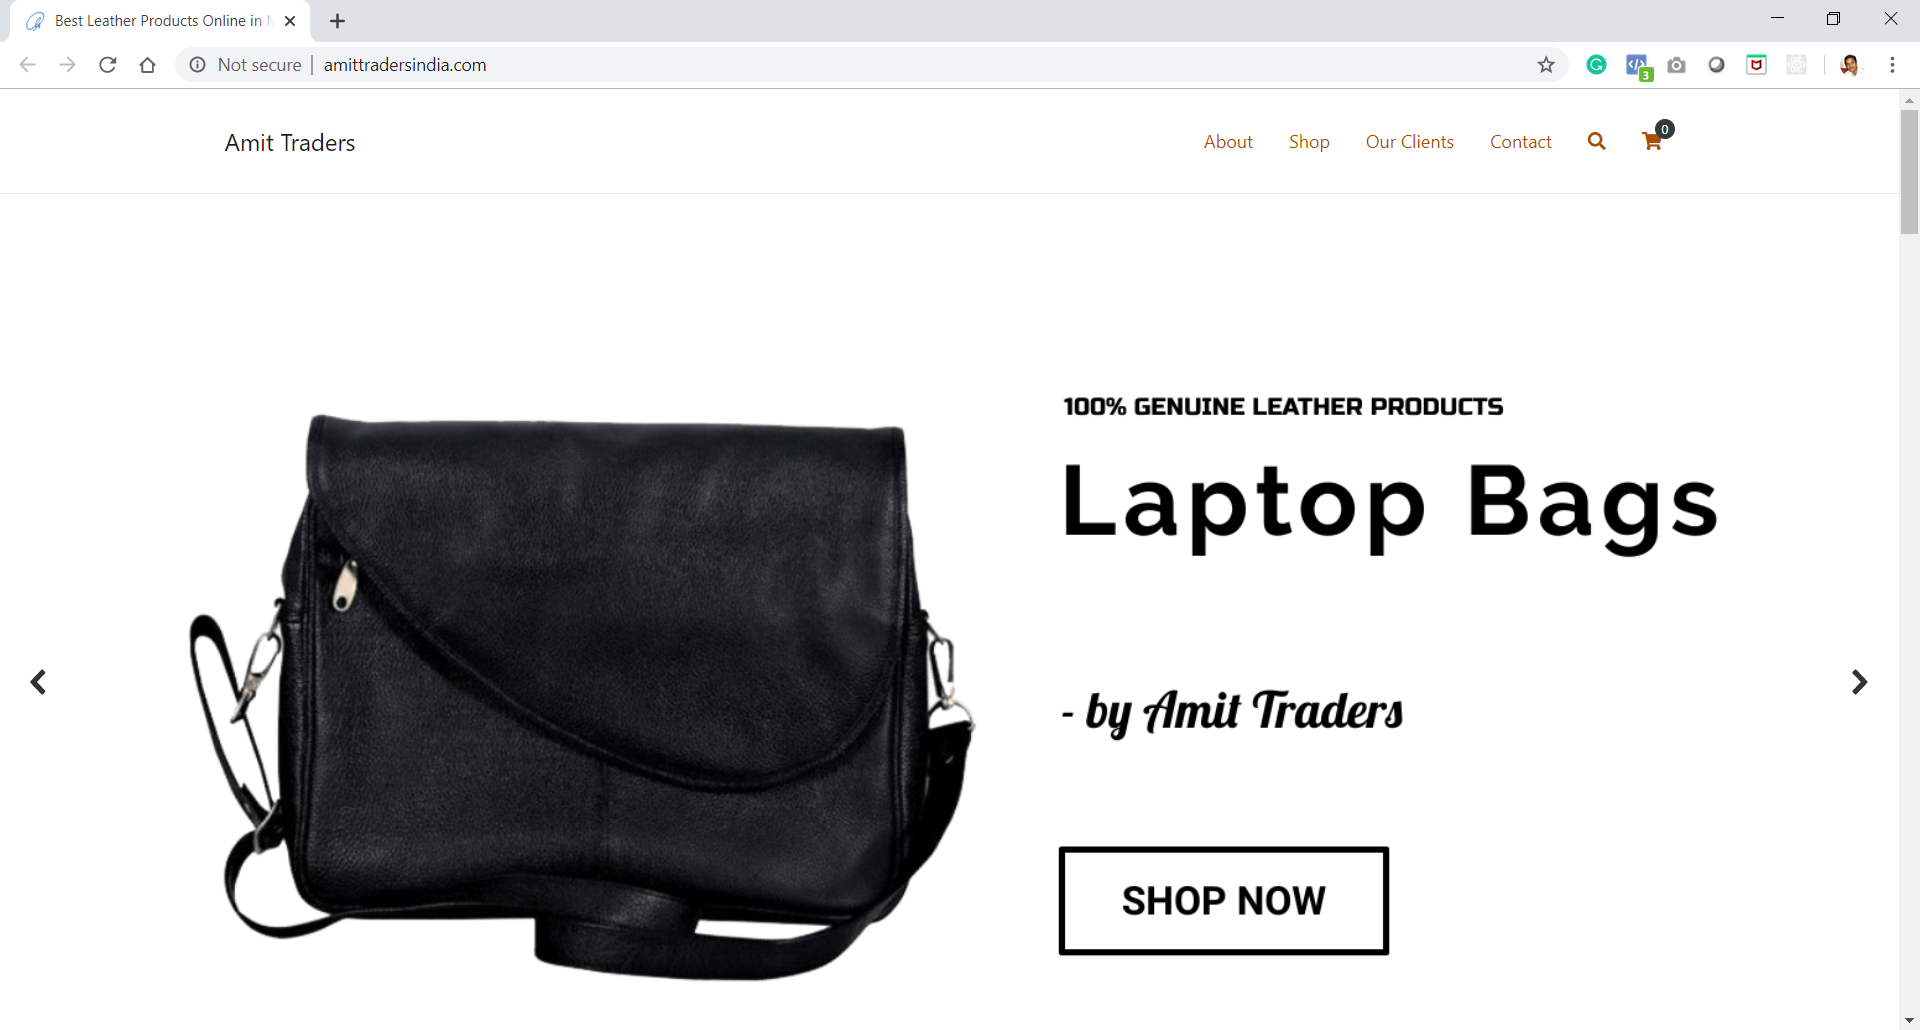 Best Leather Products Online in
Not secure | amittradersindia.com
3
Amit Traders
About
Shop
Our Clients
Contact
0
100% GENUINE LEATHER PRODUCTS
Laptop Bags
- by Amit Traders
SHOP NOW